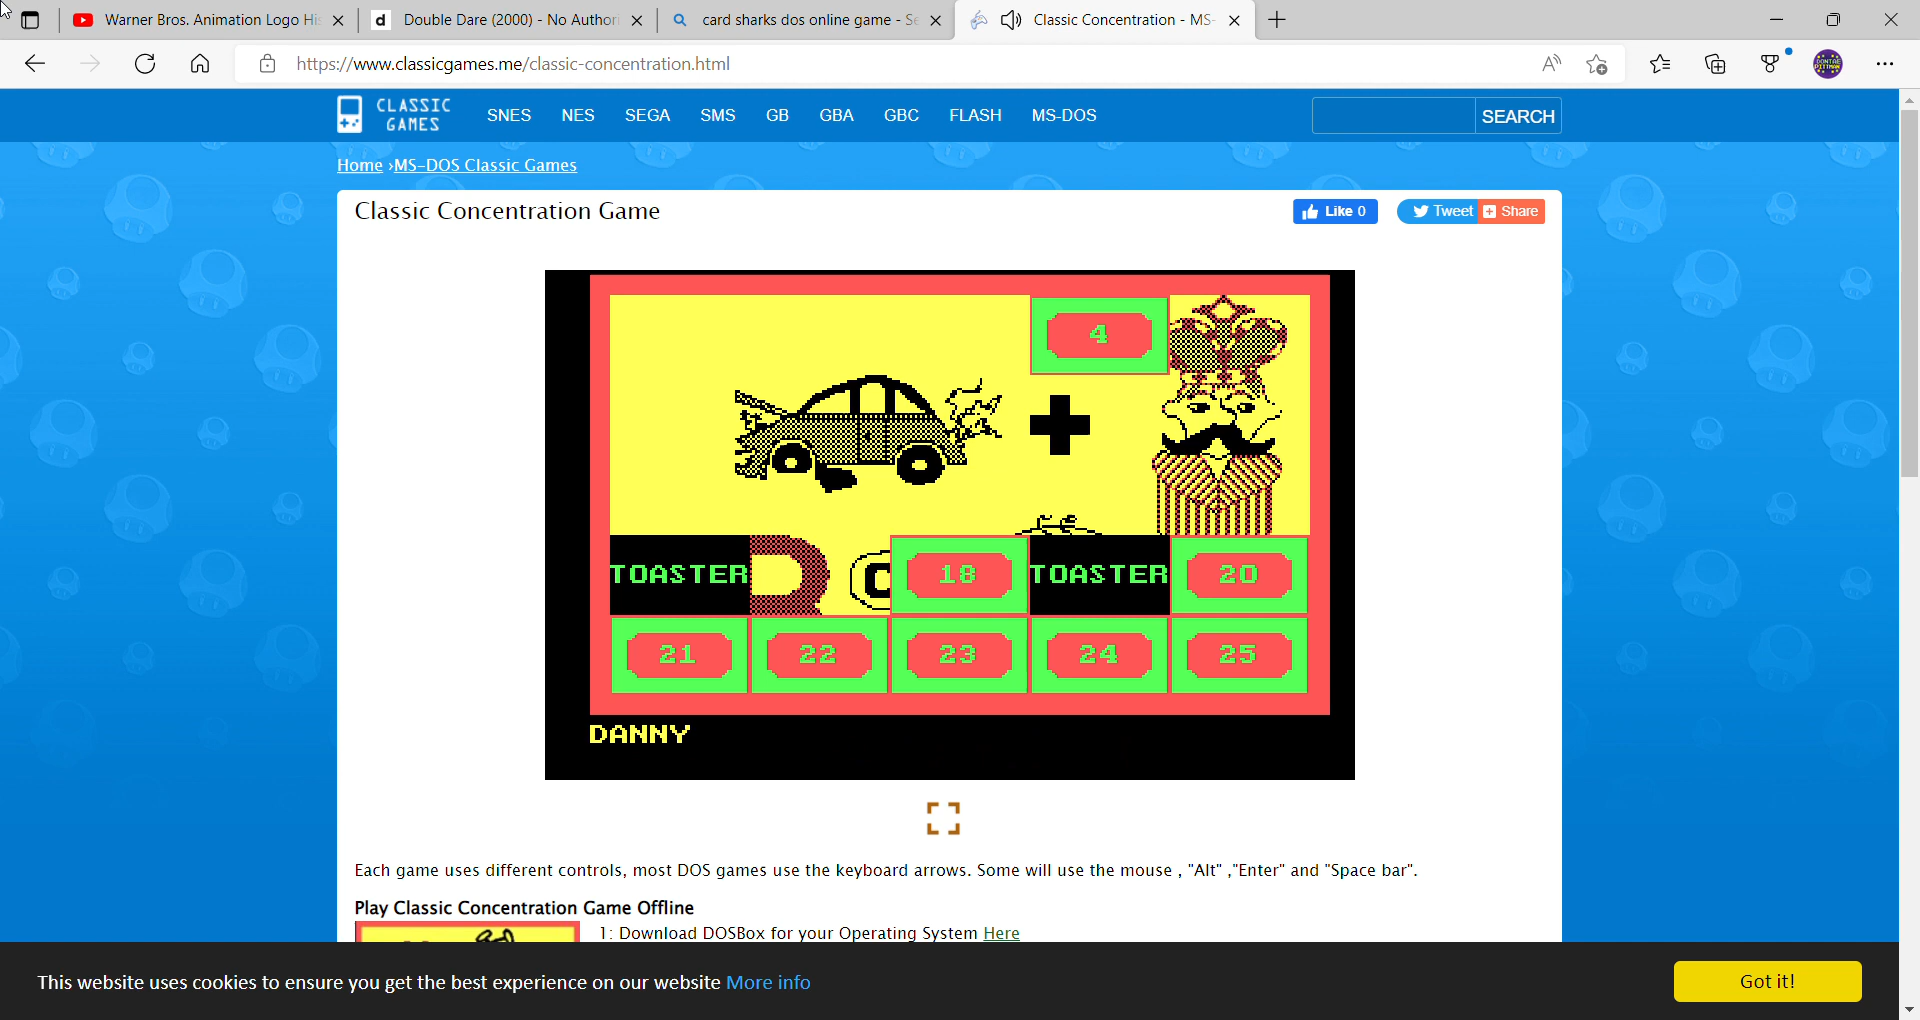 Warner Bros. Animation Logo Hi
Double Dare (2000) - No Author
card sharks dos online game - Se
Classic Concentration - MS-
https://www.classicgames.me/classic-concentration.html
CLASSIC
GAMES
SNES
NES
SEGA
SMS
GB
GBA
GBC
FLASH
MS-DOS
SEARCH
Home ›MS-DOS Classic Games
Classic Concentration Game
Like 0
Tweet
Share
4
TOASTER
18
TOASTER
20
21
22
23
24
25
DANNY
Each game uses different controls, most DOS games use the keyboard arrows. Some will use the mouse , "Alt" ,"Enter" and "Space bar".
Play Classic Concentration Game Offline
1: Download DOSBox for your Operating System Here
This website uses cookies to ensure you get the best experience on our website More info
Got it!